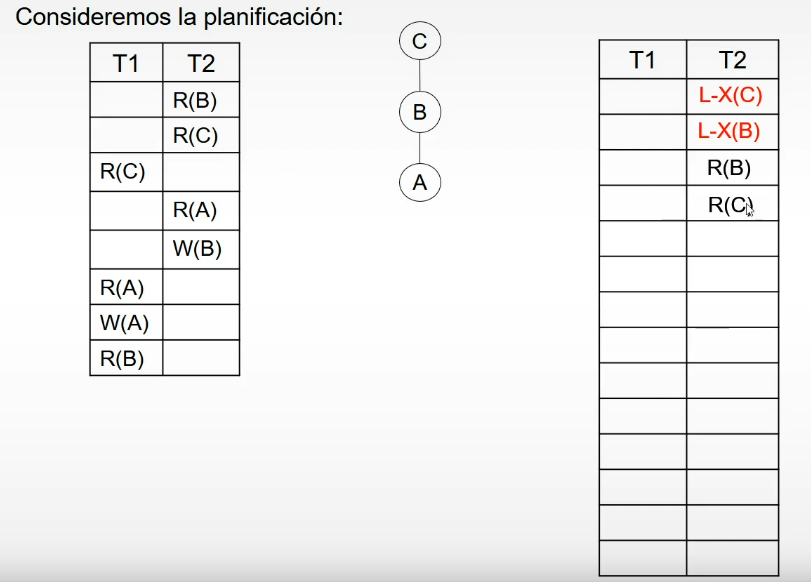 Consideremos la planificación:
T1 T2
R(B)
R(C)
R(C)
R(A)
W(B)
R(A)
W(A)
R(B)
C
B
A
T1 T2
L-X(C)
L-X(B)
R(B)
R(C)